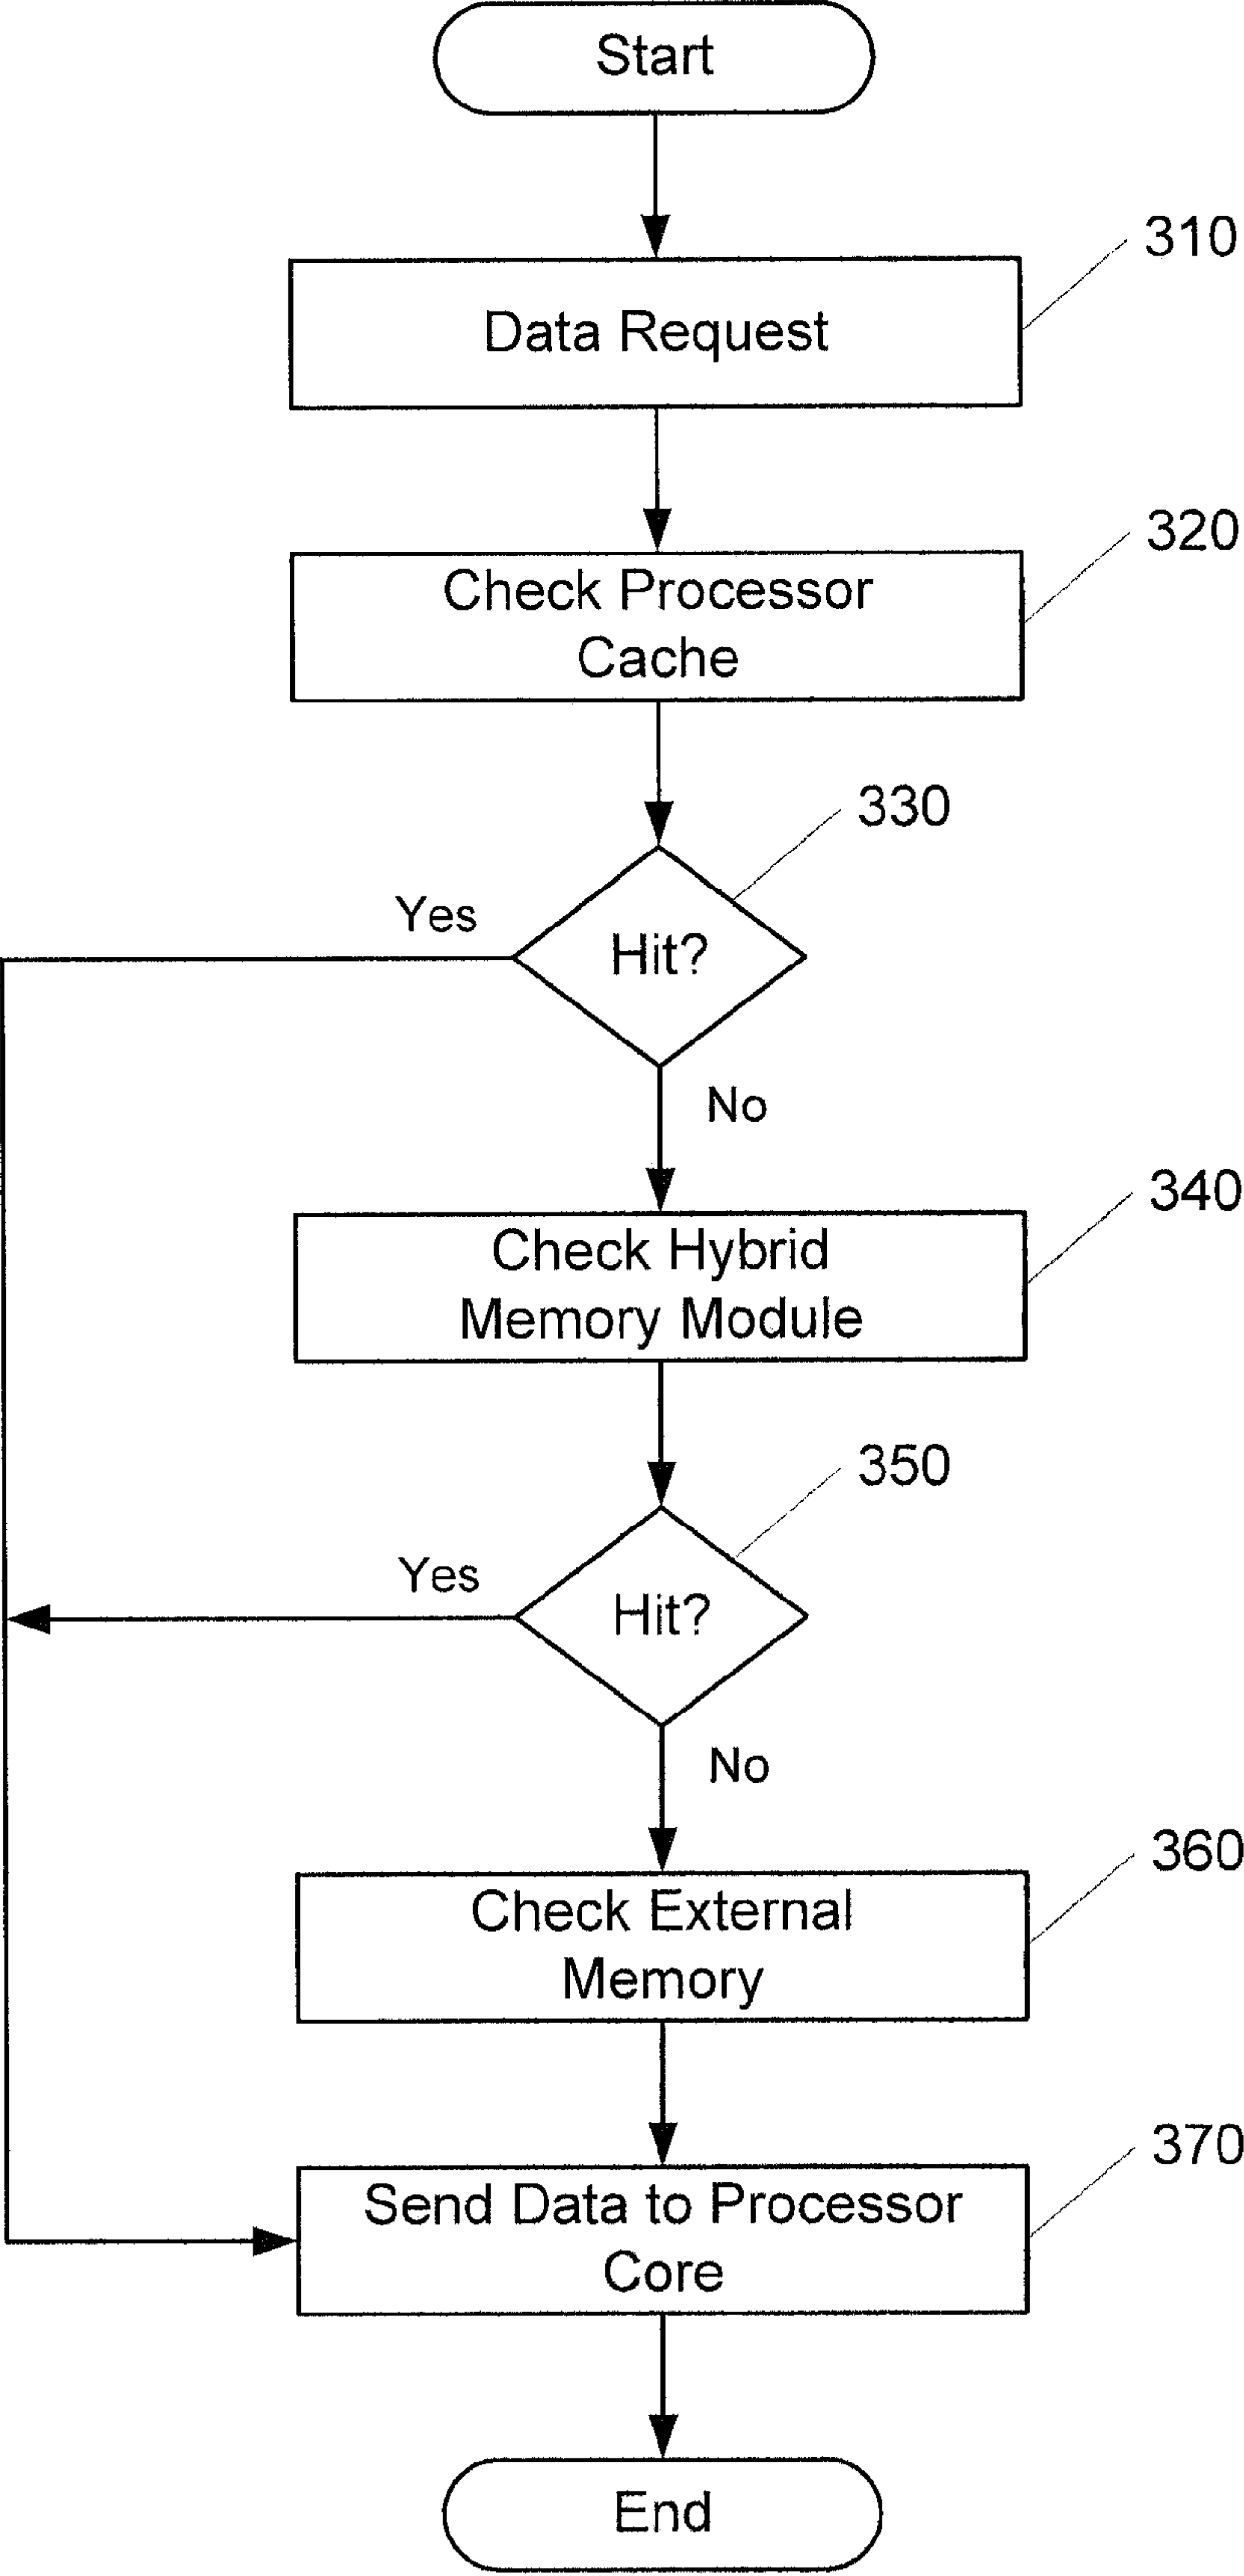 Start
310
Data Request
320
Check Processor
Cache
330
Yes
Hit?
No
340
Check Hybrid
Memory Module
350
Yes
Hit?
No
360
Check External
Memory
370
Send Data to Processor
Core
End